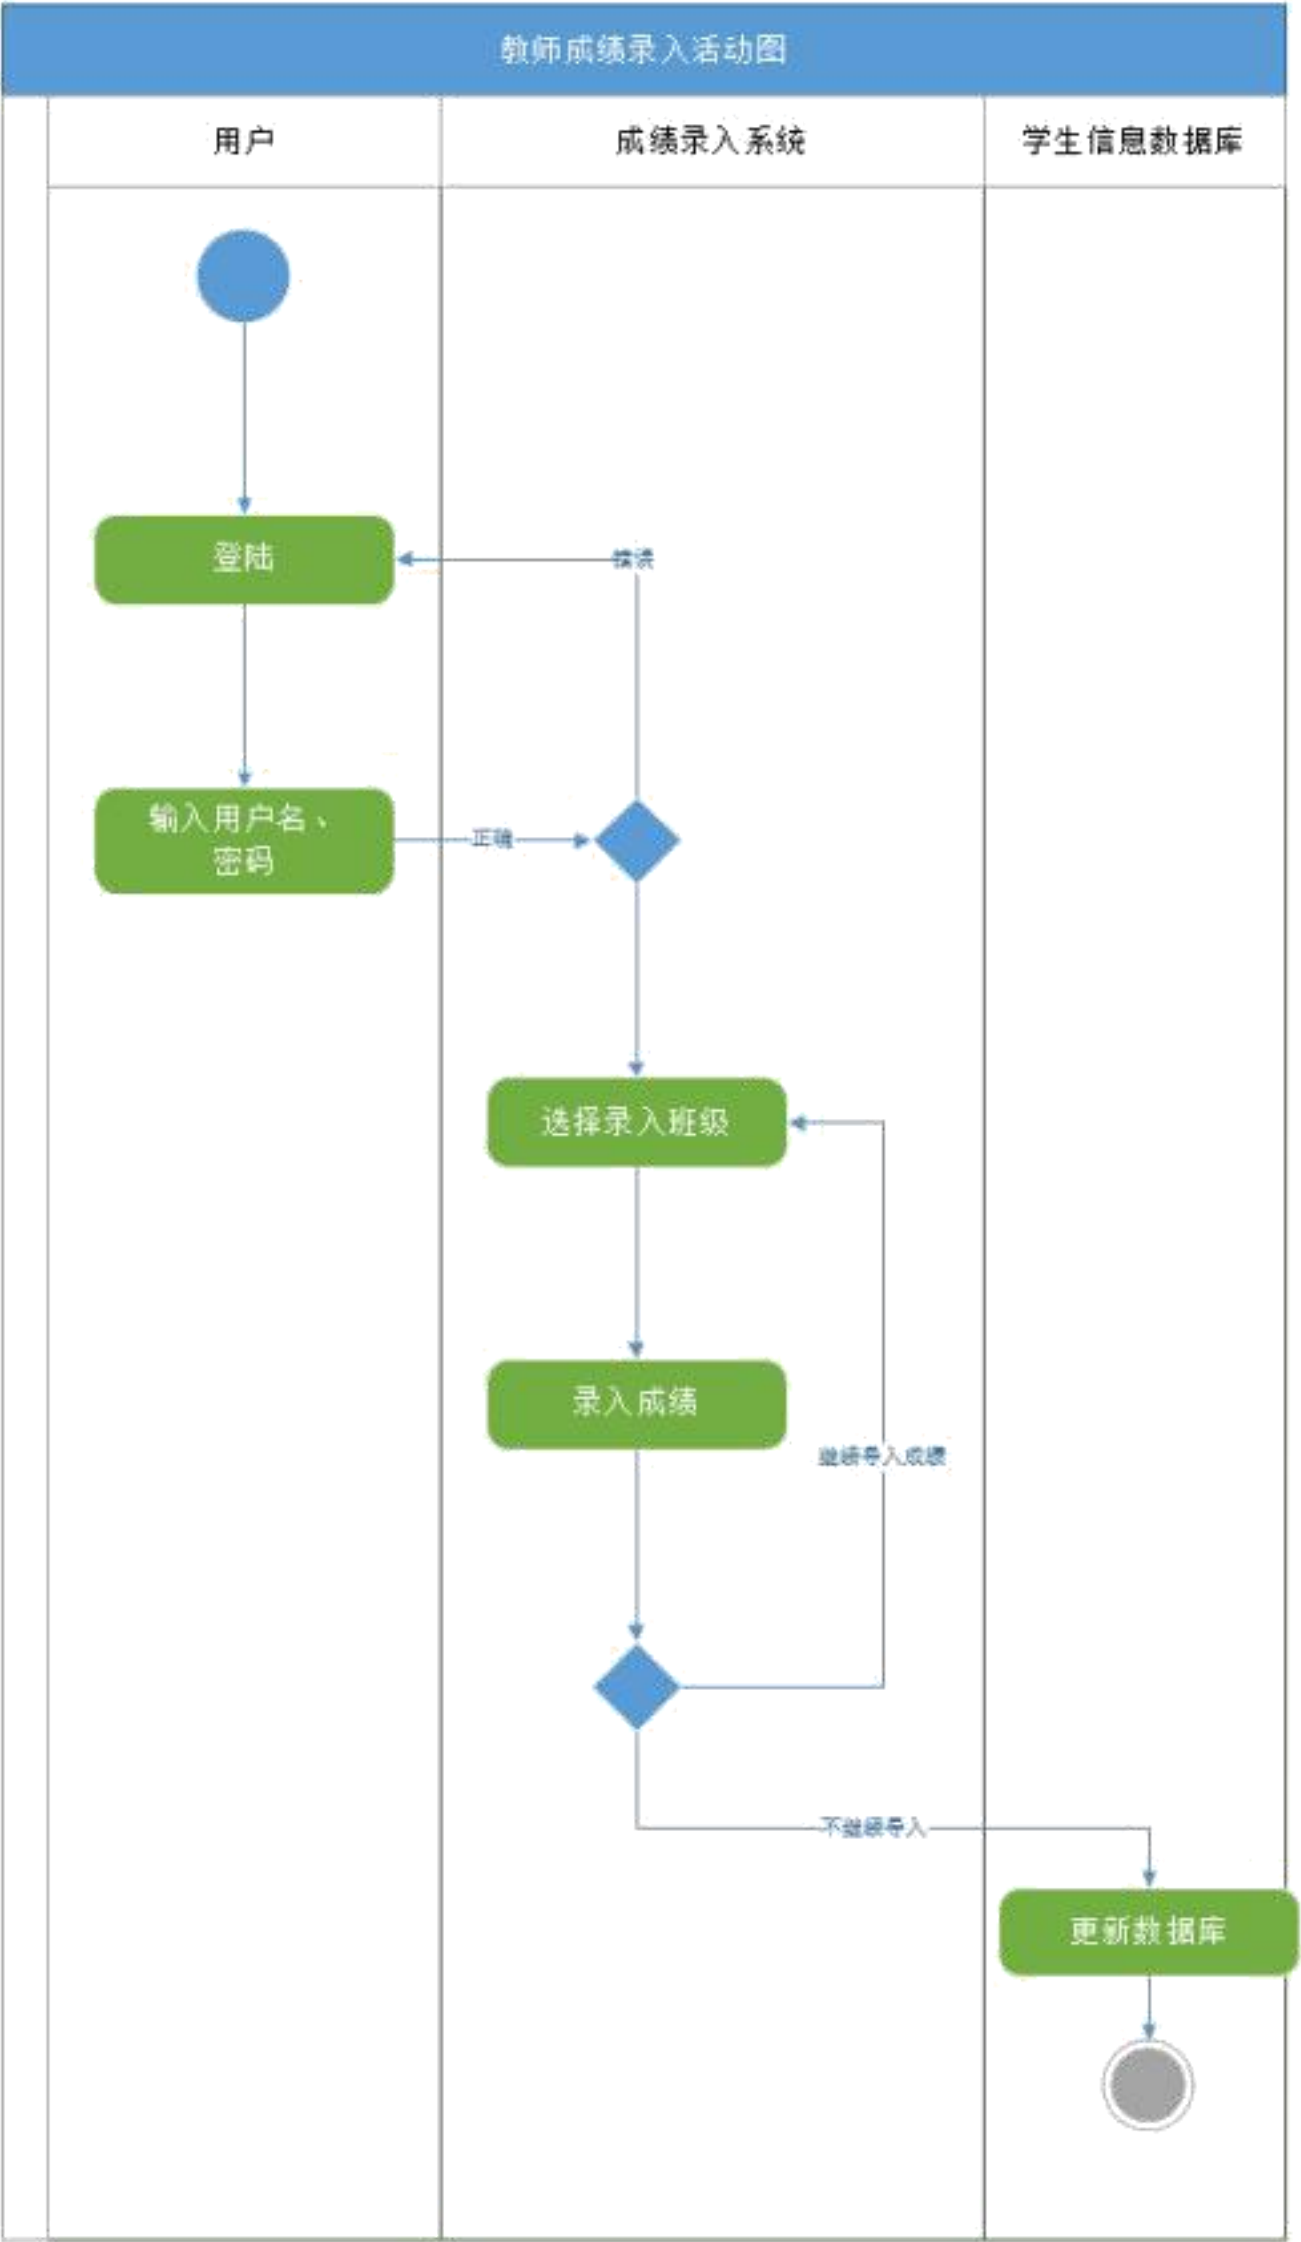 教师成绩录入活动图
用户
成绩录入系统
学生信息数据库
登陆
错误
输入用户名、
密码
正确
选择录入班级
录入成绩
继续导入成绩
不继续导入
更新数据库